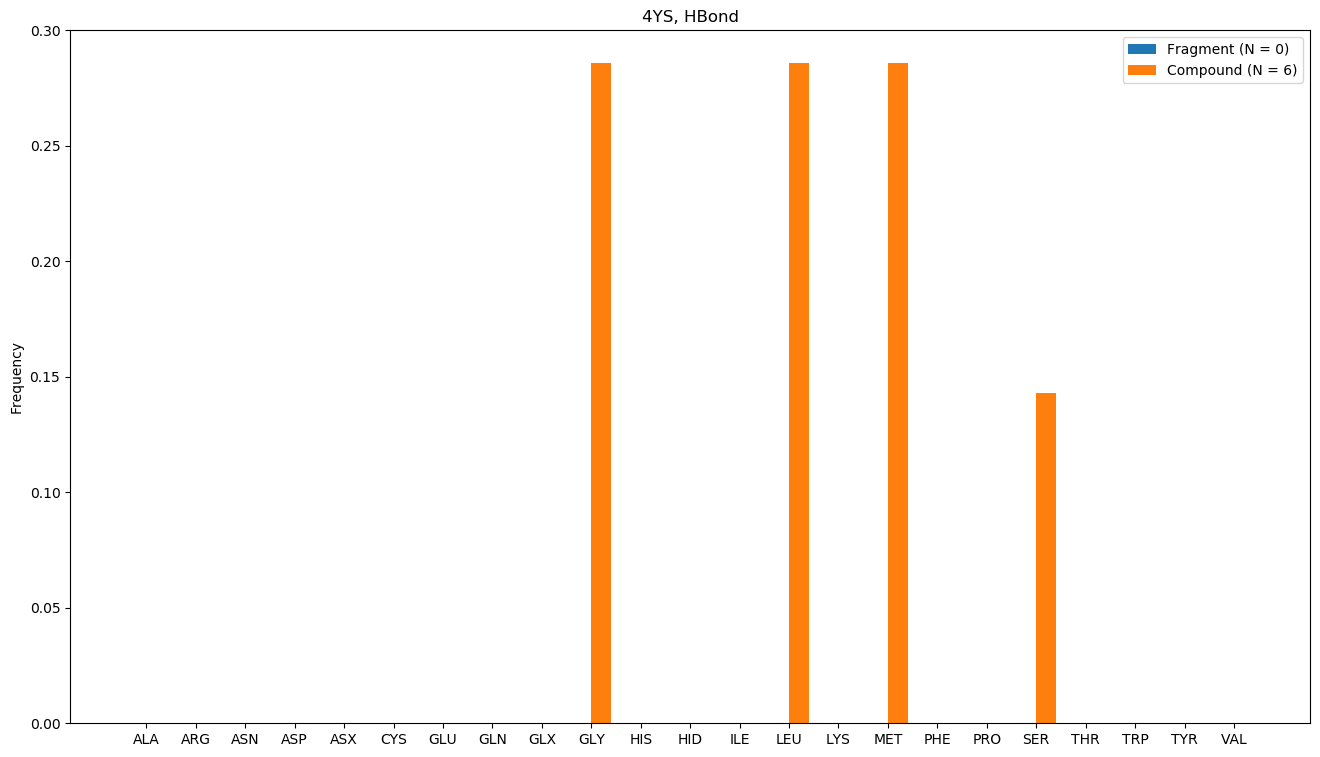 4YS, HBond
Fragment (N = 0)
Compound (N = 6)
Frequency
0.30
0.25
0.20
0.15
0.10
0.05
0.00
ALA ARG ASN ASP ASX CYS GLU GLN GLX GLY HIS HID ILE LEU LYS MET PHE PRO SER THR TRP TYR VAL